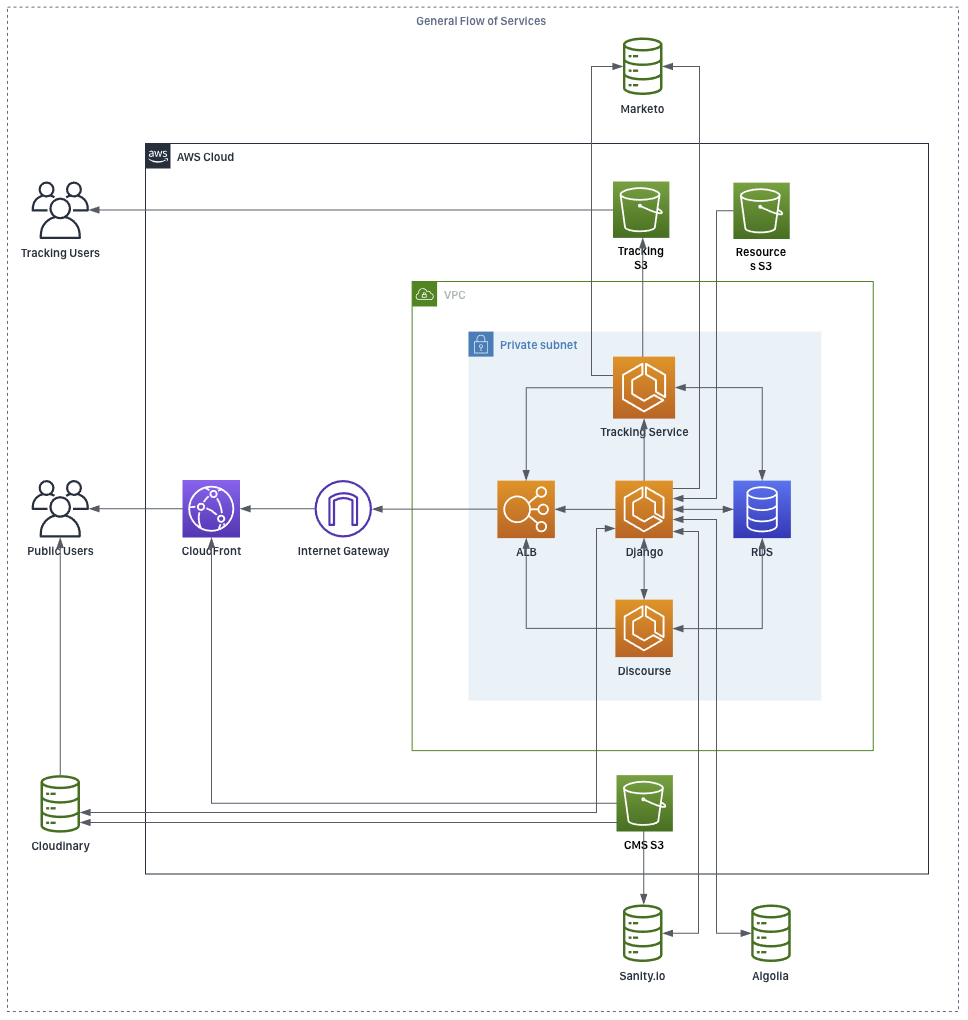 General Flow of Services
Marketo
aws
AWS Cloud
Tracking Users
Tracking
S3
Resource
s S3
VPC
Private subnet
Tracking Service
Public Users
CloudFront
Internet Gateway
ALB
Django
RDS
Discourse
Cloudinary
CMS S3
Sanity.io
Algolia